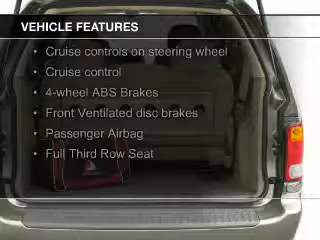 VEHICLE FEATURES
• Cruise controls on steering wheel
• Cruise control
• 4-wheel ABS Brakes
• Front Ventilated disc brakes
• Passenger Airbag
• Full Third Row Seat